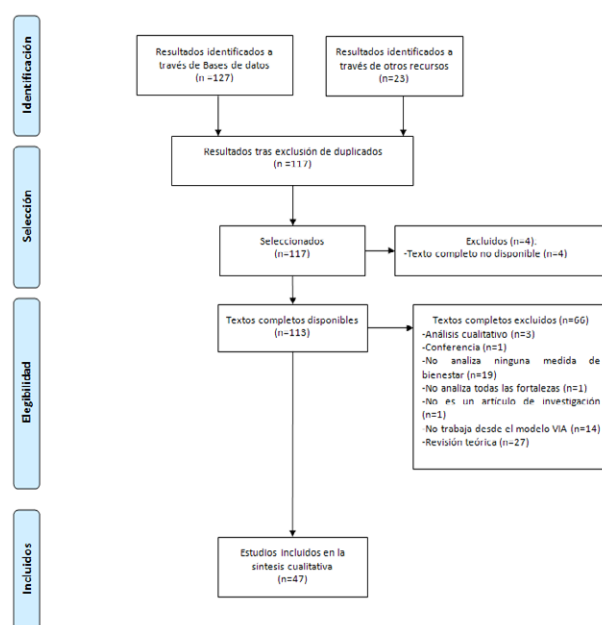 Identificación
Resultados identificados a
través de Bases de datos
(n =127)
Resultados identificados a
través de otros recursos
(n=23)
Resultados tras exclusión de duplicados
(n =117)
Selección
Seleccionados
(n=117)
Excluidos (n=4):
-Texto completo no disponible (n=4)
Elegibilidad
Textos completos disponibles
(n=113)
Textos completos excluidos (n=66)
-Análisis cualitativo (n=3)
-Conferencia (n=1)
-No analiza ninguna medida de
bienestar (n=19)
-No analiza todas las fortalezas (n=1)
-No es un artículo de investigación
(n=1)
-No trabaja desde el modelo VIA (n=14)
-Revisión teórica (n=27)
Incluidos
Estudios incluidos en la
síntesis cualitativa
(n=47)